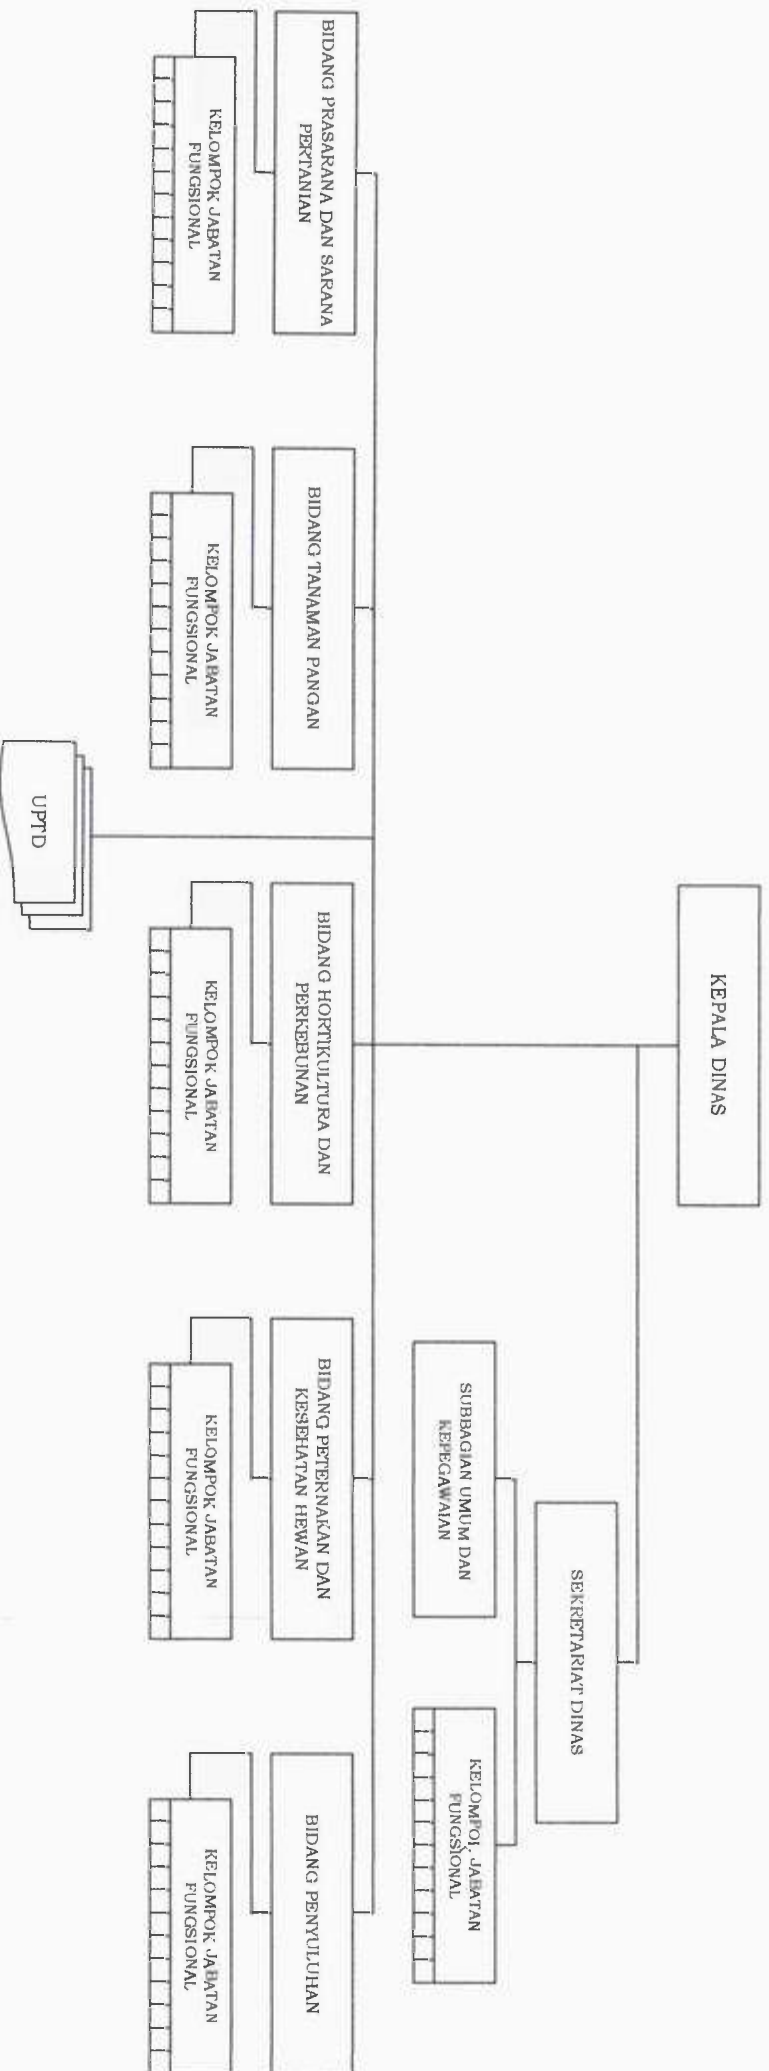 KEPALA DINAS
SEKRETARIAT DINAS
SUBBAGIAN UMUM DAN
KEPEGAWAIAN
KELOMPOK JABATAN
FUNGSIONAL
BIDANG PRASARANA DAN SARANA
PERTANIAN
BIDANG TANAMAN PANGAN
BIDANG HORTIKULTURA DAN
PERKEBUNAN
BIDANG PETERNAKAN DAN
KESEHATAN HEWAN
BIDANG PENYULUHAN
KELOMPOK JABATAN
FUNGSIONAL
KELOMPOK JABATAN
FUNGSIONAL
KELOMPOK JABATAN
FUNGSIONAL
KELOMPOK JABATAN
FUNGSIONAL
KELOMPOK JABATAN
FUNGSIONAL
UPTD